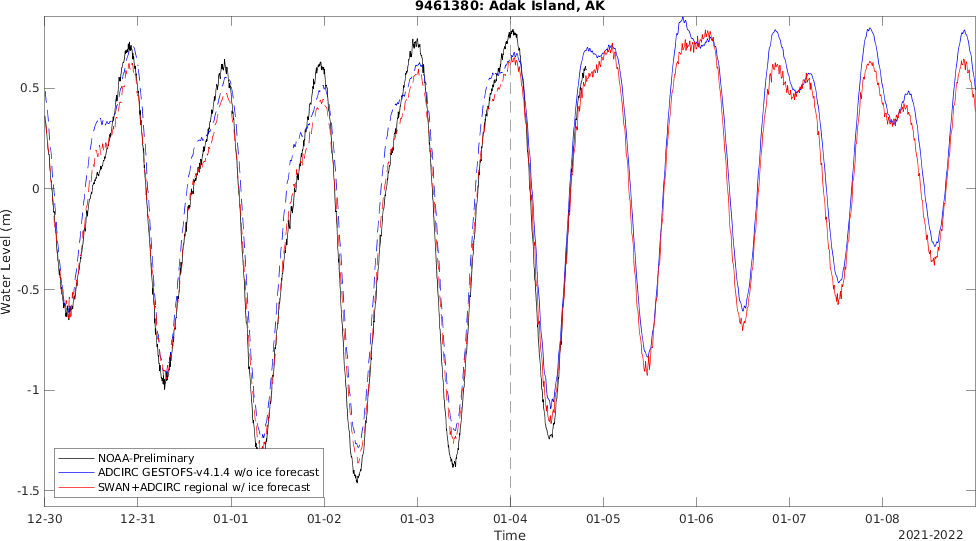 9461380: Adak Island, AK
Water Level (m)
0.5
0
-0.5
-1
-1.5
NOAA-Preliminary
ADCIRC GESTOFS-v4.1.4 w/o ice forecast
SWAN+ADCIRC regional w/ ice forecast
12-30 12-31 01-01 01-02 01-03 01-04 01-05 01-06 01-07 01-08
Time
2021-2022